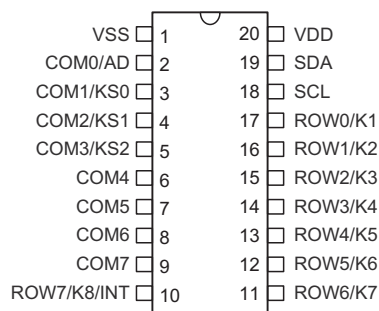 VSS 1 20 VDD
COM0/AD 2 19 SDA
COM1/KS0 3 18 SCL
COM2/KS1 4 17 ROW0/K1
COM3/KS2 5 16 ROW1/K2
COM4 6 15 ROW2/K3
COM5 7 14 ROW3/K4
COM6 8 13 ROW4/K5
COM7 9 12 ROW5/K6
ROW7/K8/INT 10 11 ROW6/K7